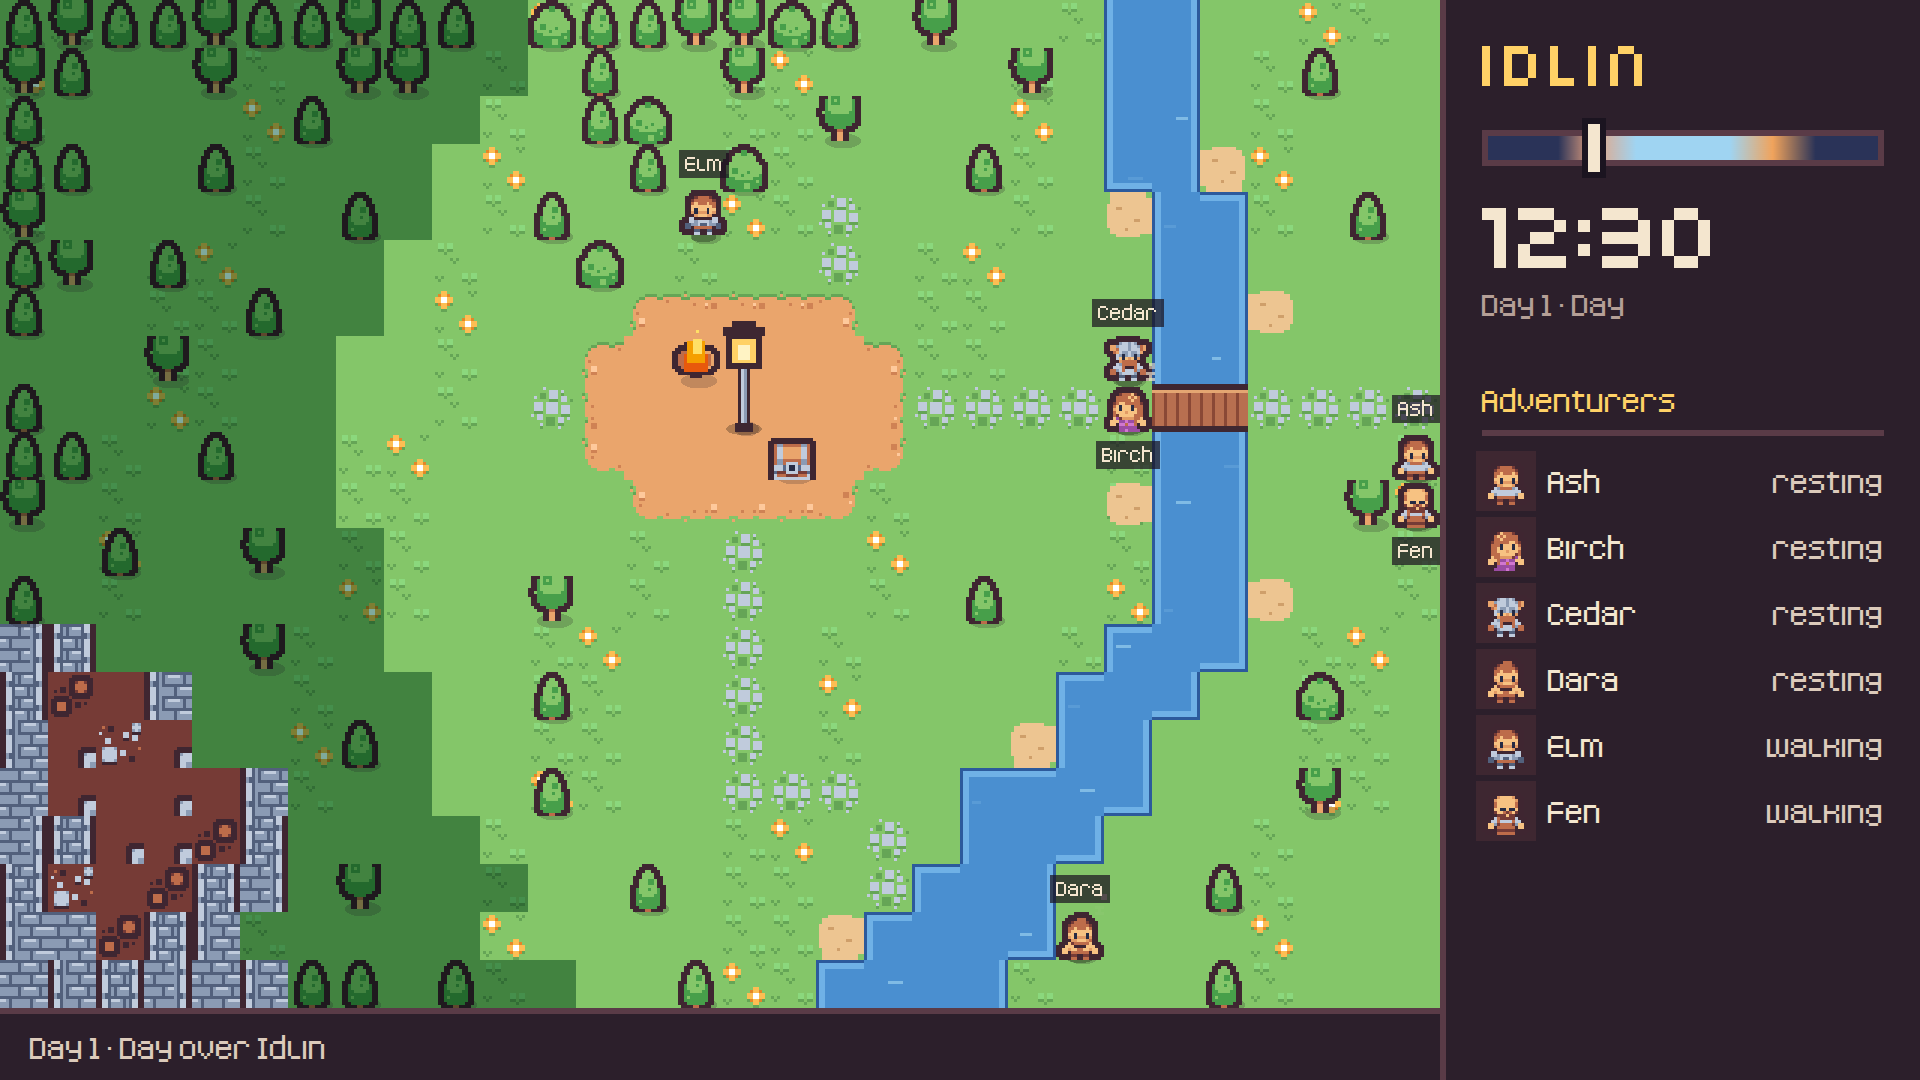 Elm
Cedar
Birch
Ash
Fen
Dara
IDLIN
12:30
Day 1 · Day
Adventurers
Ash resting
Birch resting
Cedar resting
Dara resting
Elm walking
Fen walking
Day 1 · Day over Idlin